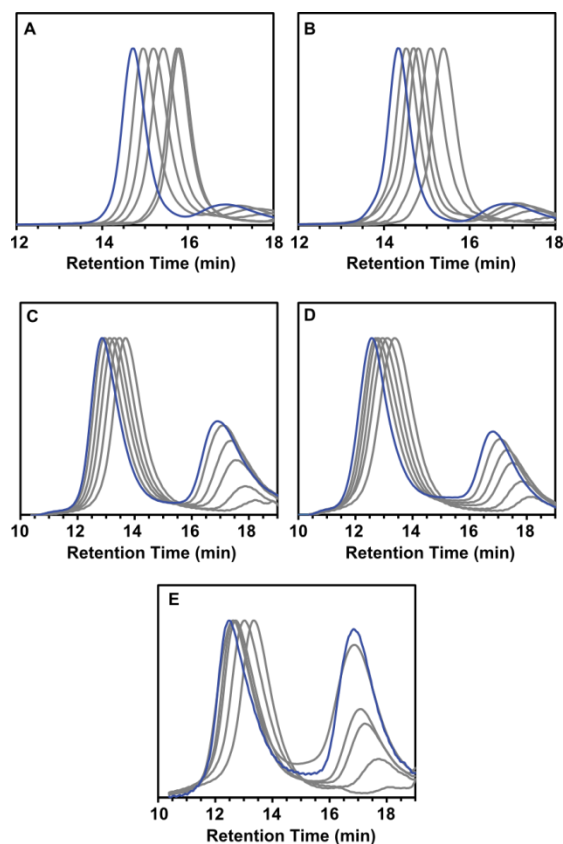 A
B
12 14 16 18
12 14 16 18
Retention Time (min)
Retention Time (min)
C
D
10 12 14 16 18
10 12 14 16 18
Retention Time (min)
Retention Time (min)
E
10 12 14 16 18
Retention Time (min)